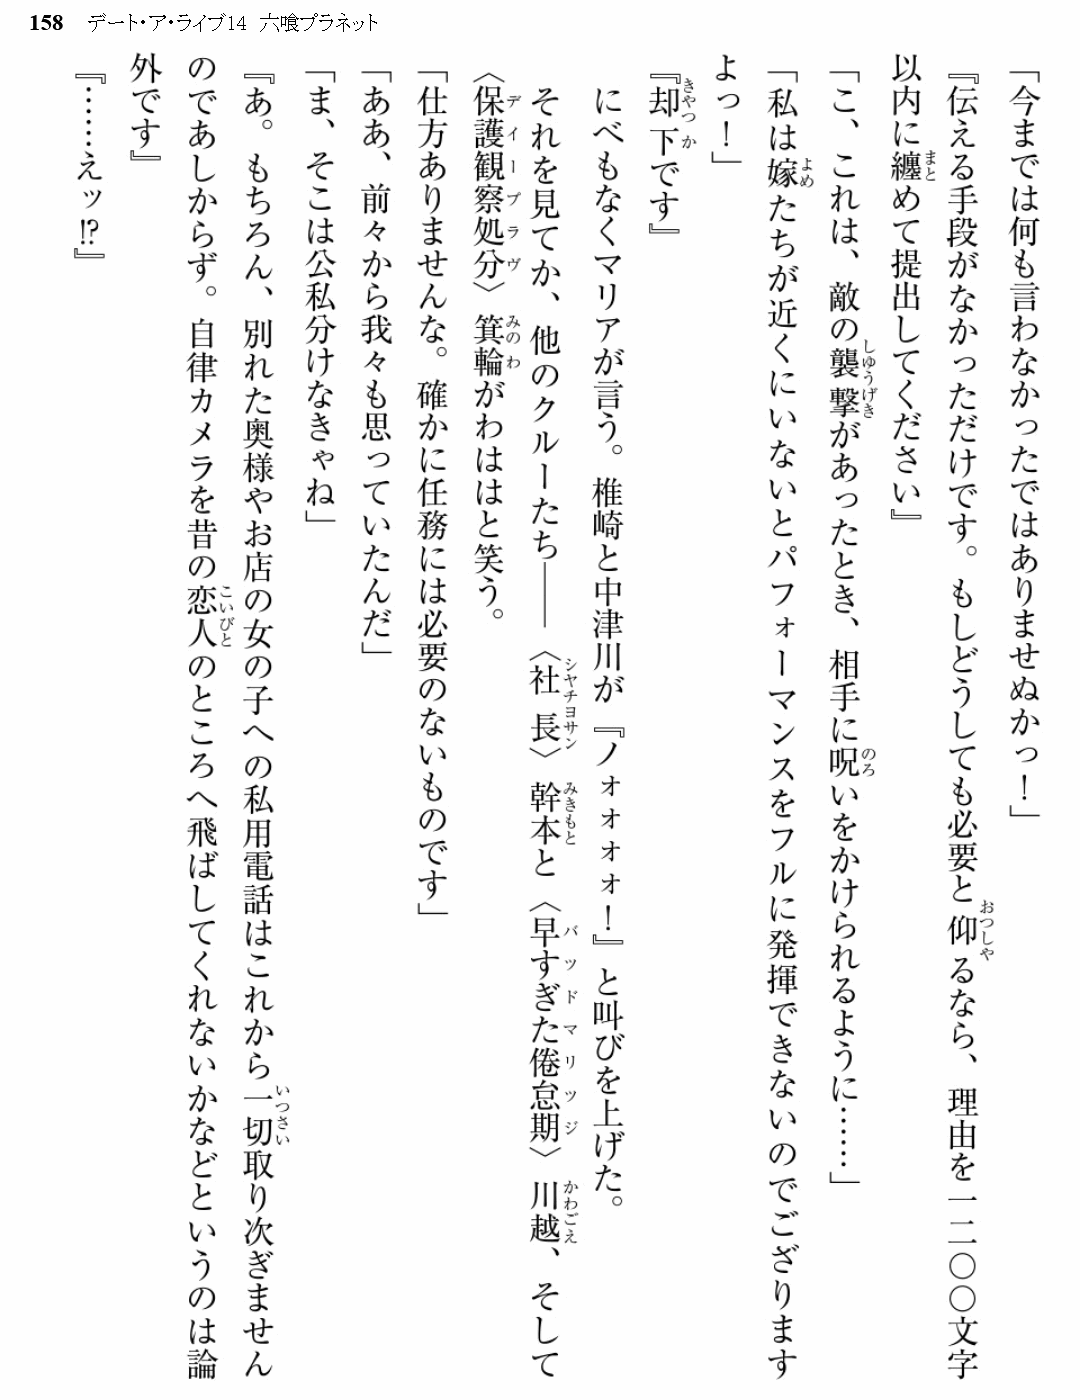 158　デート・ア・ライブ14　六喰プラネット
「今までは何も言わなかったではありませぬかっ！」
『伝える手段がなかっただけです。もしどうしても必要と仰るなら、理由を一二〇〇文字
以内に纏めて提出してください』
「こ、これは、敵の襲撃があったとき、相手に呪いをかけられるように……」
「私は嫁たちが近くにいないとパフォーマンスをフルに発揮できないのでござります
よっ！」
『却下です』
にべもなくマリアが言う。椎崎と中津川が『ノォォォォ！』と叫びを上げた。
それを見てか、他のクルーたち――〈社長〉幹本と〈早すぎた倦怠期〉川越、そして
〈保護観察処分〉箕輪がわははと笑う。
「仕方ありませんな。確かに任務には必要のないものです」
「ああ、前々から我々も思っていたんだ」
「ま、そこは公私分けなきゃね」
『あ。もちろん、別れた奥様やお店の女の子への私用電話はこれから一切取り次ぎません
のであしからず。自律カメラを昔の恋人のところへ飛ばしてくれないかなどというのは論
外です』
『……えッ!?』